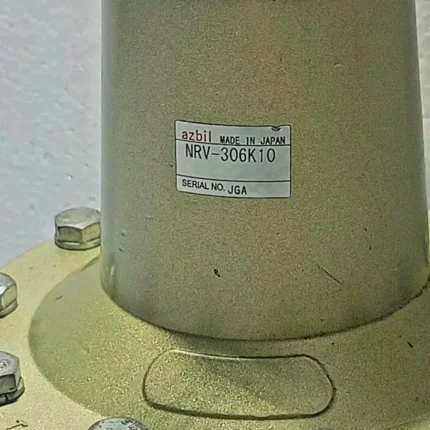 azbil MADE IN JAPAN
NRV-306K10
SERIAL NO. JGA